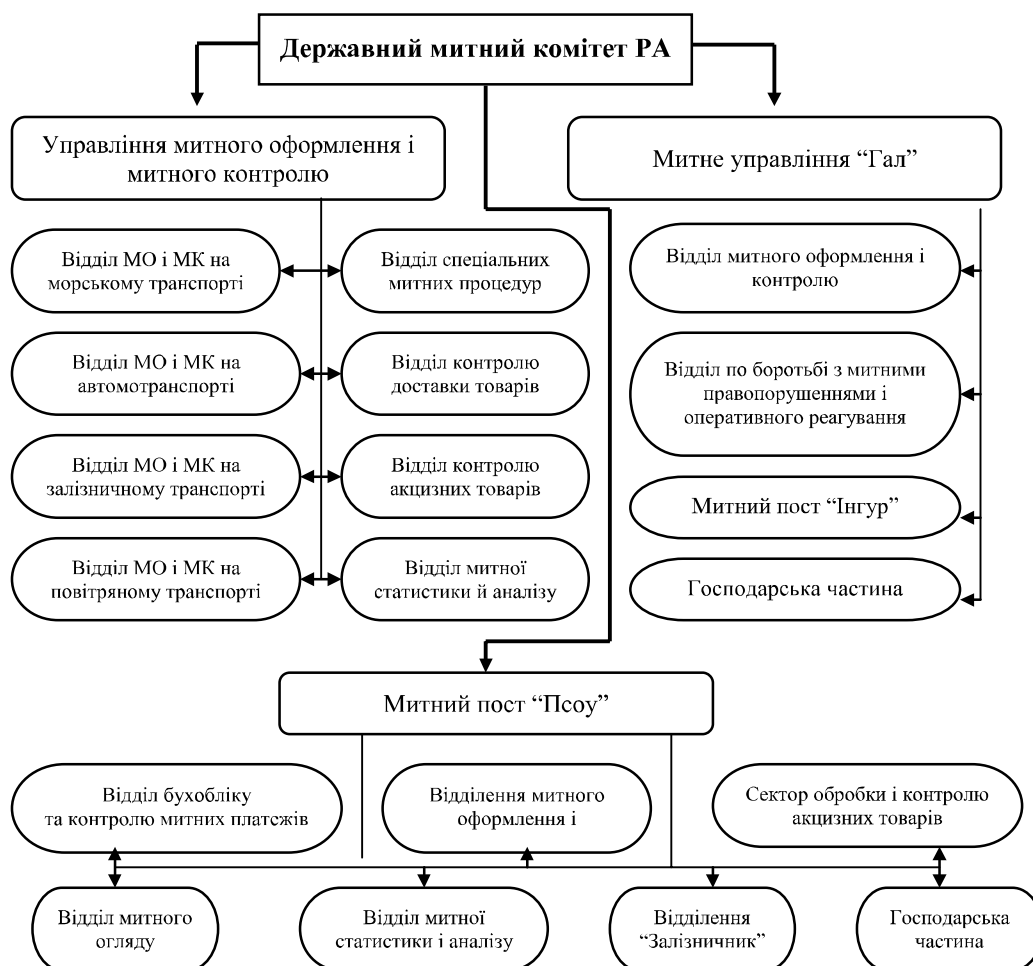 Державний митний комітет РА
Управління митного оформлення і
митного контролю
Митне управління “Гал”
Відділ МО і МК на
морському транспорті
Відділ спеціальних
митних процедур
Відділ митного оформлення і
контролю
Відділ МО і МК на
автомотранспорті
Відділ контролю
доставки товарів
Відділ по боротьбі з митними
правопорушеннями і
оперативного реагування
Відділ МО і МК на
залізничному транспорті
Відділ контролю
акцизних товарів
Митний пост “Інгур”
Відділ МО і МК на
повітряному транспорті
Відділ митної
статистики й аналізу
Господарська частина
Митний пост “Псоу”
Відділ бухобліку
та контролю митних платежів
Відділення митного
оформлення і
Сектор обробки і контролю
акцизних товарів
Відділ митного
огляду
Відділ митної
статистики і аналізу
Відділення
“Залізничник”
Господарська
частина